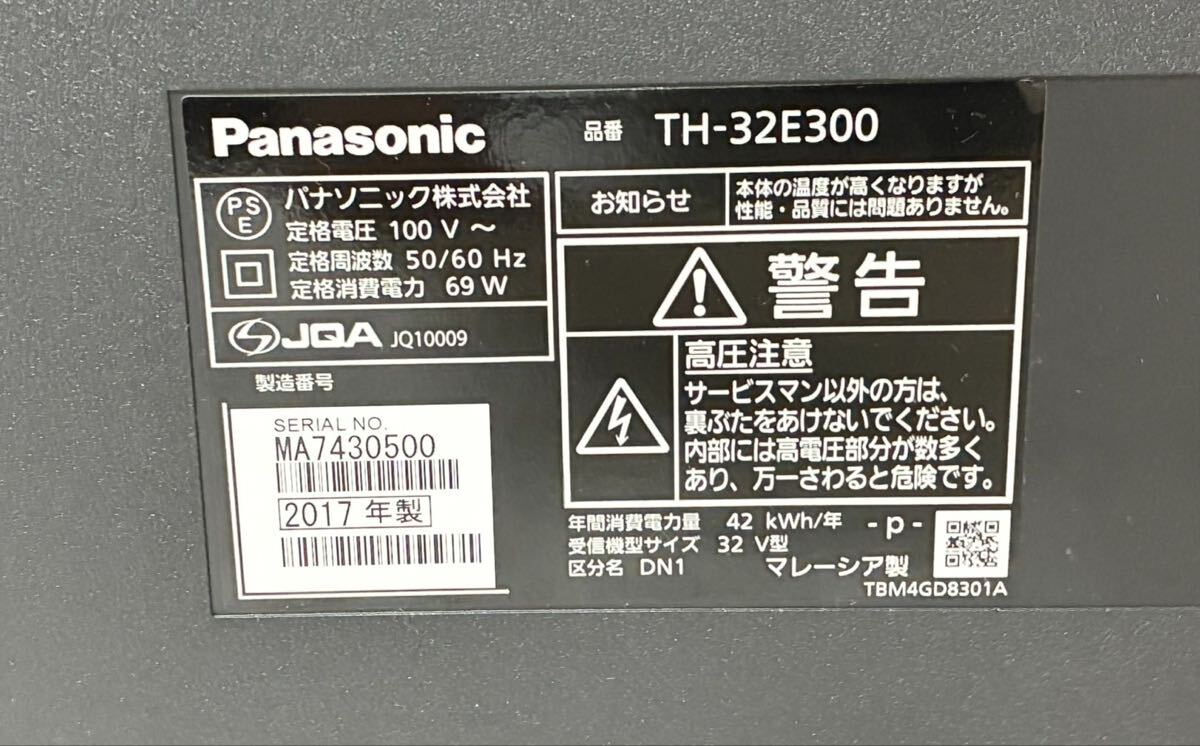 Panasonic
品番 TH-32E300
PSE パナソニック株式会社
定格電圧 100 V ～
定格周波数 50/60 Hz
定格消費電力 69 W
JQA JQ10009
製造番号
SERIAL NO.
MA7430500
2017 年製
お知らせ
本体の温度が高くなりますが
性能・品質には問題ありません。
警告
高圧注意
サービスマン以外の方は、
裏ぶたをあけないでください。
内部には高電圧部分が数多く
あり、万一さわると危険です。
年間消費電力量 42 kWh/年 - p -
受信機型サイズ 32 V型
区分名 DN1 マレーシア製
TBM4GD8301A